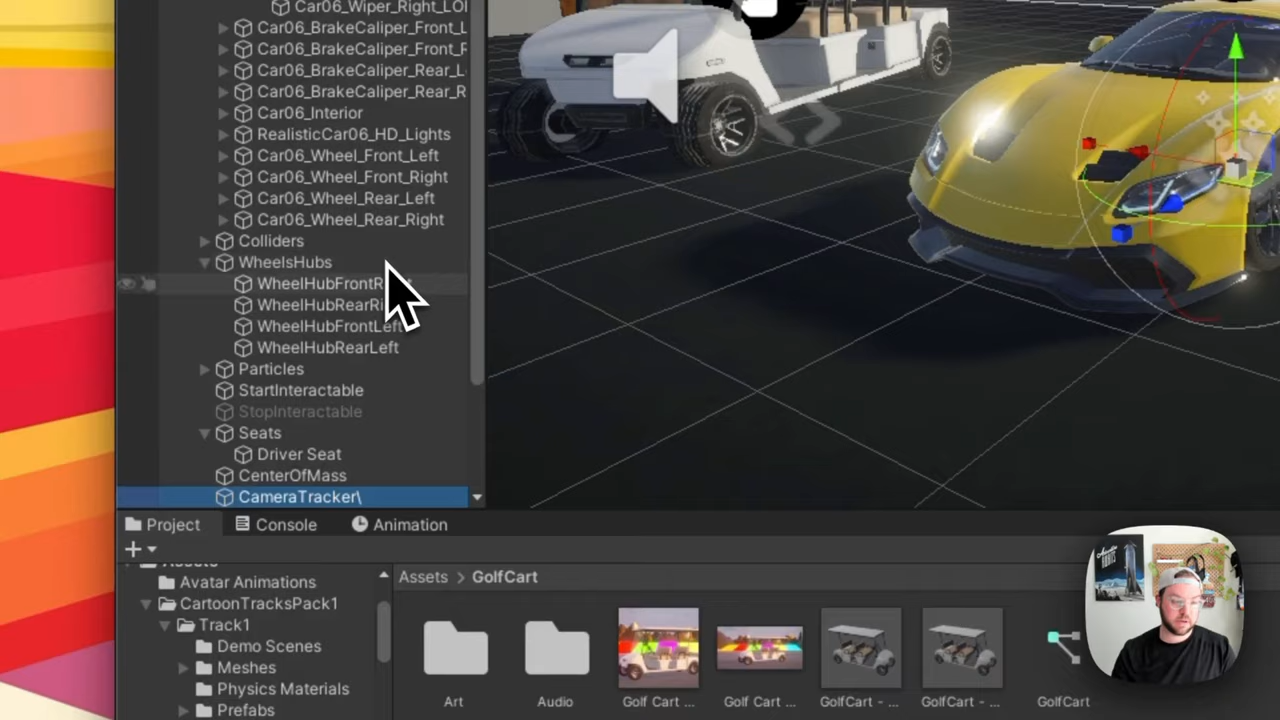 Car06_Wiper_Right_LOI
Car06_BrakeCaliper_Front_L
Car06_BrakeCaliper_Front_F
Car06_BrakeCaliper_Rear_L
Car06_BrakeCaliper_Rear_R
Car06_Interior
RealisticCar06_HD_Lights
Car06_Wheel_Front_Left
Car06_Wheel_Front_Right
Car06_Wheel_Rear_Left
Car06_Wheel_Rear_Right
Colliders
WheelsHubs
WheelHubFrontR
WheelHubRearRi
WheelHubFrontLeft
WheelHubRearLeft
Particles
StartInteractable
StopInteractable
Seats
Driver Seat
CenterOfMass
CameraTracker\
Project
Console
Animation
Assets
Avatar Animations
CartoonTracksPack1
Track1
Demo Scenes
Meshes
Physics Materials
Prefabs
Assets > GolfCart
Art
Audio
Golf Cart ...
Golf Cart ...
GolfCart - ...
GolfCart - ...
GolfCart